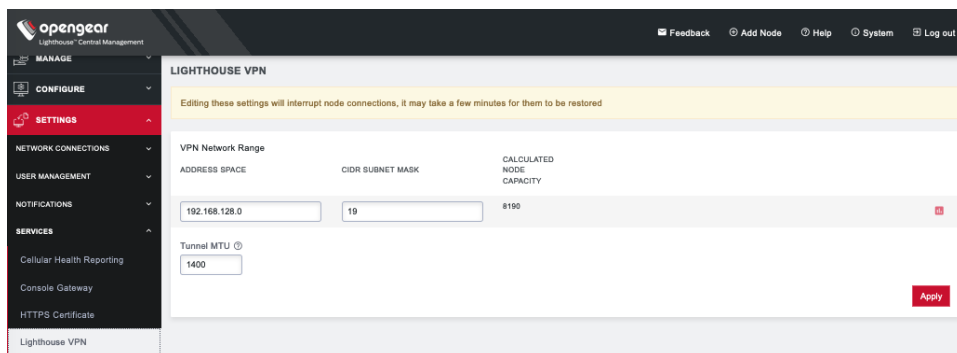 opengear
Lighthouse™ Central Management
Feedback
Add Node
Help
System
Log out
MANAGE
CONFIGURE
SETTINGS
NETWORK CONNECTIONS
USER MANAGEMENT
NOTIFICATIONS
SERVICES
Cellular Health Reporting
Console Gateway
HTTPS Certificate
Lighthouse VPN
LIGHTHOUSE VPN
Editing these settings will interrupt node connections, it may take a few minutes for them to be restored
VPN Network Range
ADDRESS SPACE
CIDR SUBNET MASK
CALCULATED
NODE
CAPACITY
192.168.128.0
19
8190
Tunnel MTU
1400
Apply